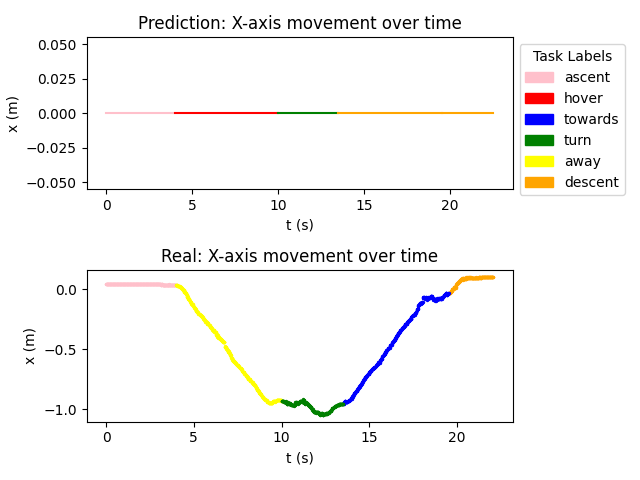 Prediction: X-axis movement over time
0.050
0.025
0.000
−0.025
−0.050
x (m)
0 5 10 15 20
t (s)
Task Labels
ascent
hover
towards
turn
away
descent
Real: X-axis movement over time
0.0
−0.5
−1.0
x (m)
0 5 10 15 20
t (s)